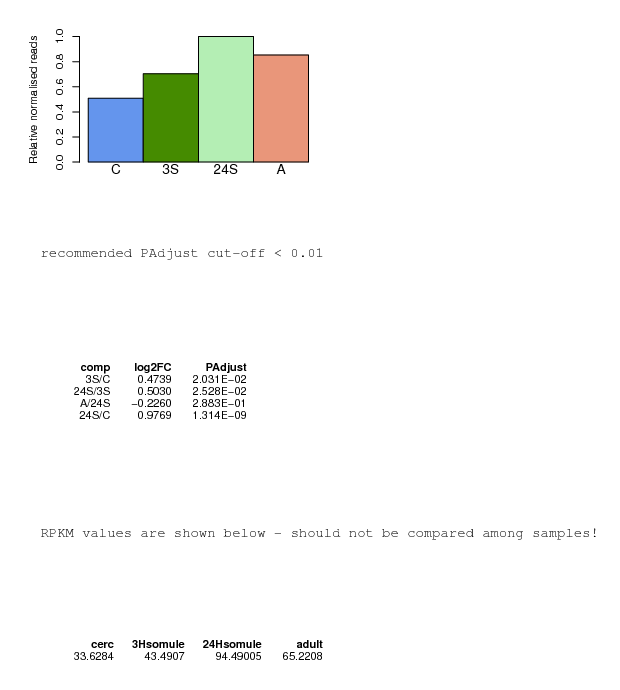 Relative normalised reads
1.0
0.8
0.6
0.4
0.2
0.0
C 3S 24S A
recommended PAdjust cut-off < 0.01
comp log2FC PAdjust
3S/C 0.4739 2.031E−02
24S/3S 0.5030 2.528E−02
A/24S −0.2260 2.883E−01
24S/C 0.9769 1.314E−09
RPKM values are shown below - should not be compared among samples!
cerc 3Hsomule 24Hsomule adult
33.6284 43.4907 94.49005 65.2208